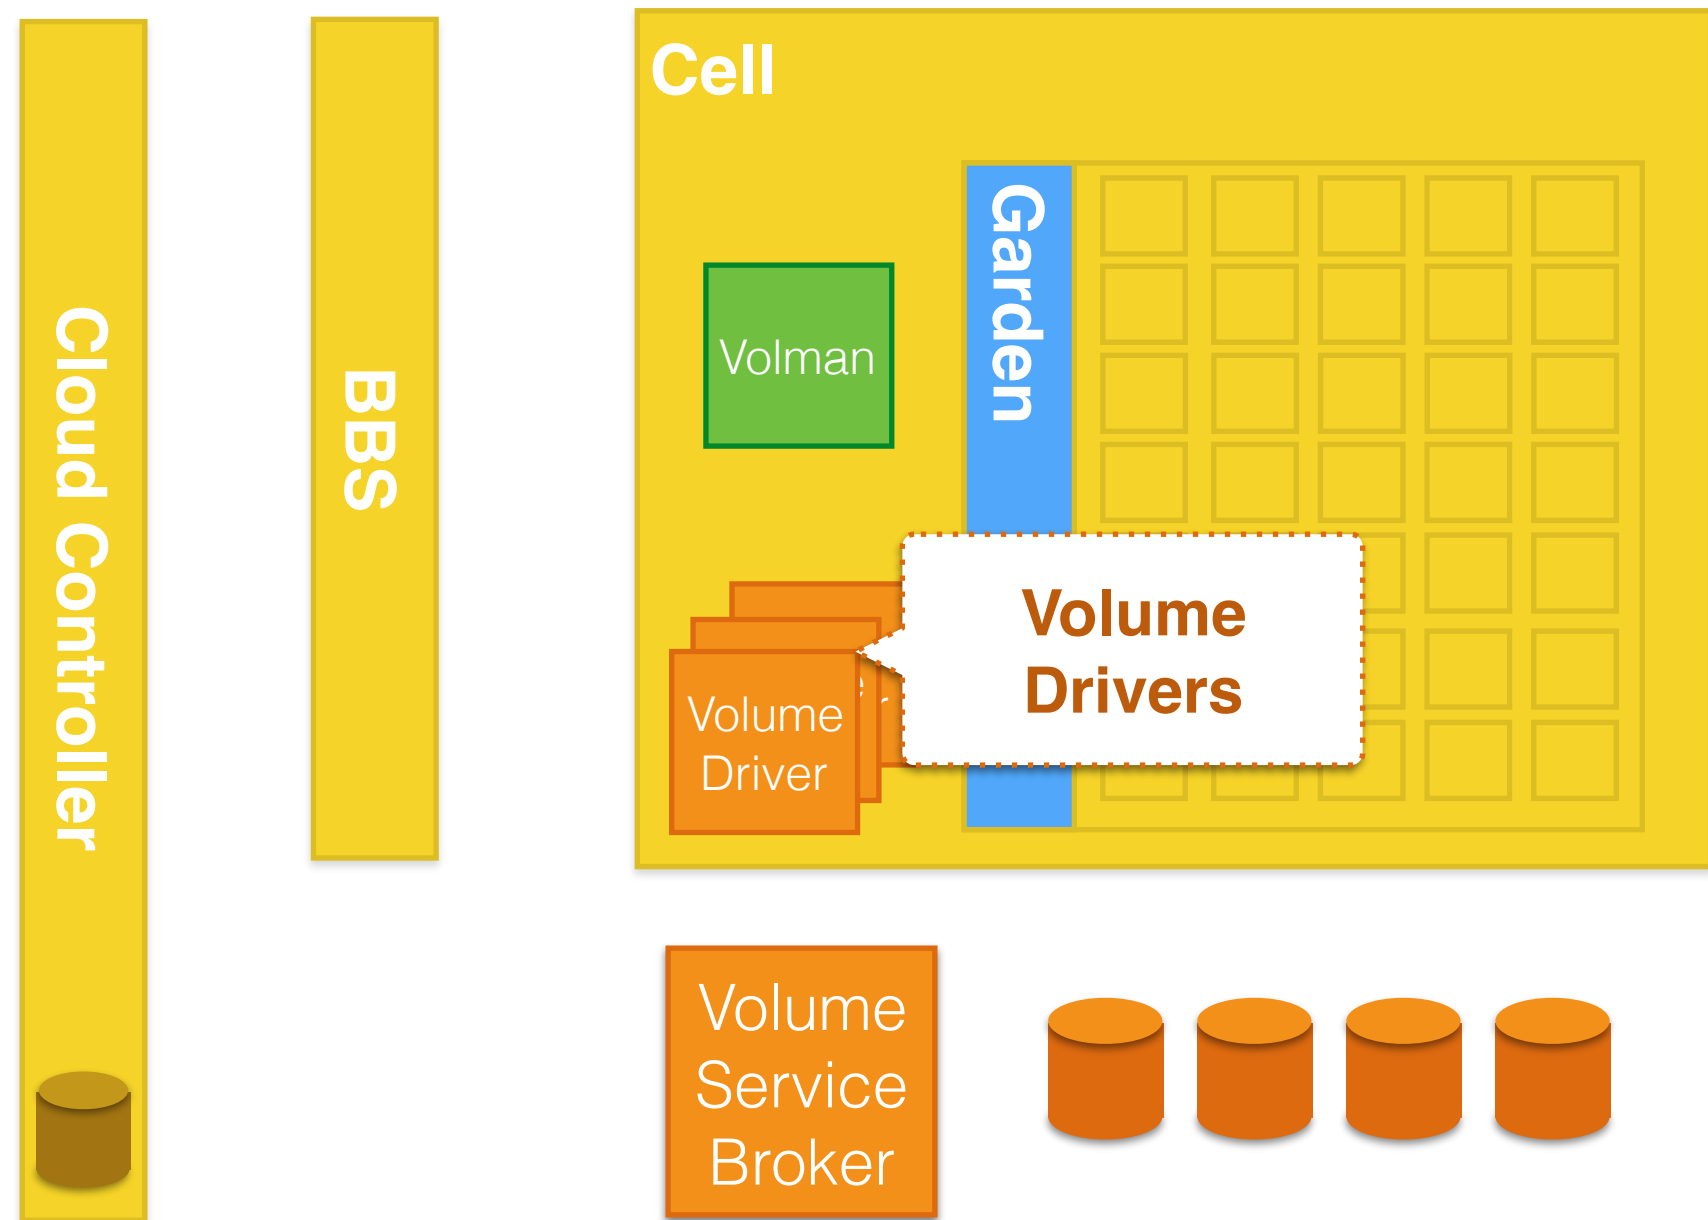 Cloud Controller
BBS
Cell
Garden
Volman
Volume
Driver
Volume
Drivers
Volume
Service
Broker